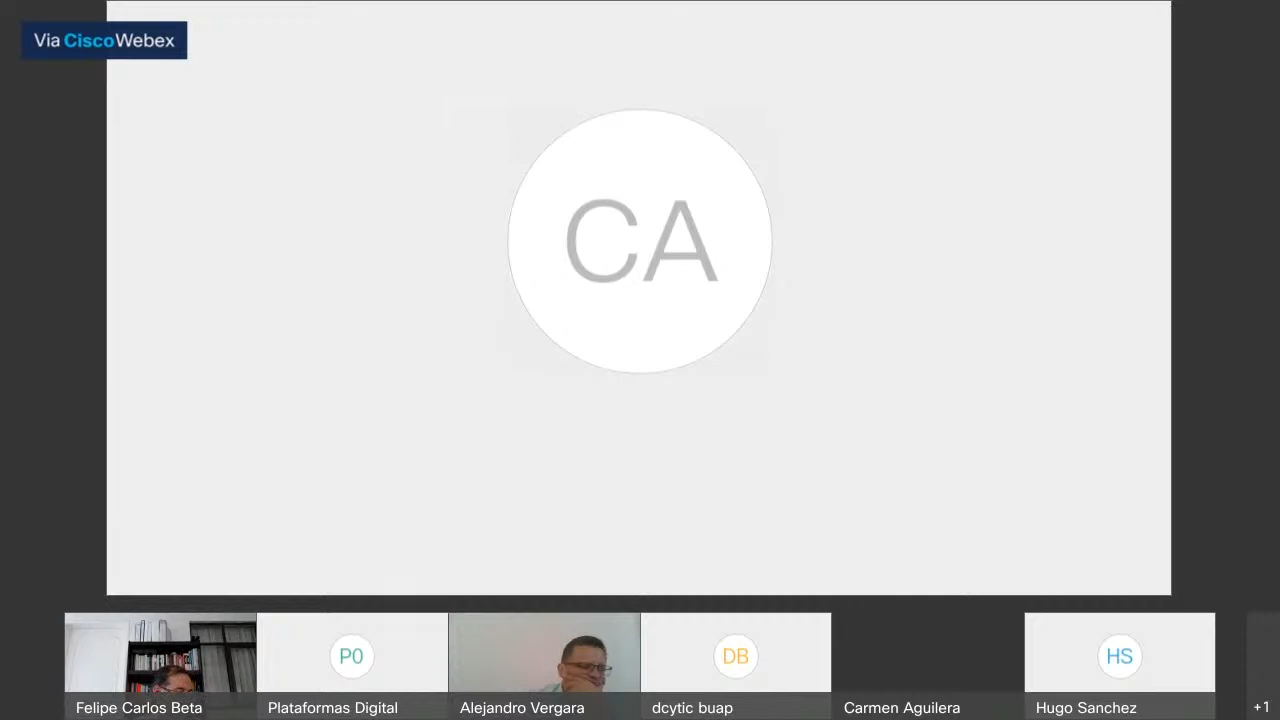 Via CiscoWebex
CA
P0
DB
HS
Felipe Carlos Beta
Plataformas Digital
Alejandro Vergara
dcytic buap
Carmen Aguilera
Hugo Sanchez
+1